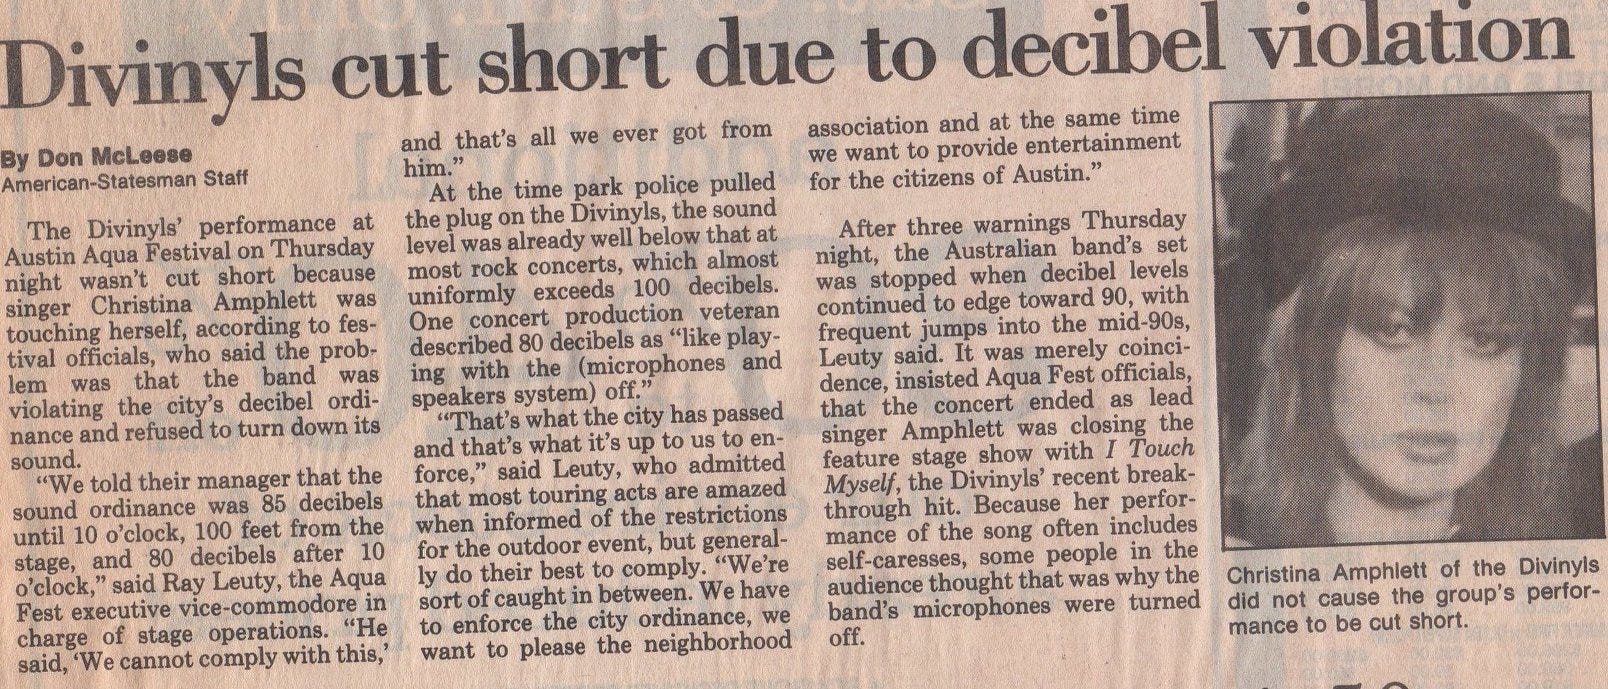 Divinyls cut short due to decibel violation
By Don McLeese
American-Statesman Staff
The Divinyls' performance at
Austin Aqua Festival on Thursday
night wasn't cut short because
singer Christina Amphlett was
touching herself, according to fes-
tival officials, who said the prob-
lem was that the band was
violating the city's decibel ordi-
nance and refused to turn down its
sound.
"We told their manager that the
sound ordinance was 85 decibels
until 10 o'clock, 100 feet from the
stage, and 80 decibels after 10
o'clock," said Ray Leuty, the Aqua
Fest executive vice-commodore in
charge of stage operations. "He
said, 'We cannot comply with this,'
and that's all we ever got from
him."
At the time park police pulled
the plug on the Divinyls, the sound
level was already well below that at
most rock concerts, which almost
uniformly exceeds 100 decibels.
One concert production veteran
described 80 decibels as "like play-
ing with the (microphones and
speakers system) off."
"That's what the city has passed
and that's what it's up to us to en-
force," said Leuty, who admitted
that most touring acts are amazed
when informed of the restrictions
for the outdoor event, but general-
ly do their best to comply. "We're
sort of caught in between. We have
to enforce the city ordinance, we
want to please the neighborhood
association and at the same time
we want to provide entertainment
for the citizens of Austin."
After three warnings Thursday
night, the Australian band's set
was stopped when decibel levels
continued to edge toward 90, with
frequent jumps into the mid-90s,
Leuty said. It was merely coinci-
dence, insisted Aqua Fest officials,
that the concert ended as lead
singer Amphlett was closing the
feature stage show with I Touch
Myself, the Divinyls' recent break-
through hit. Because her perfor-
mance of the song often includes
self-caresses, some people in the
audience thought that was why the
band's microphones were turned
off.
Christina Amphlett of the Divinyls
did not cause the group's perfor-
mance to be cut short.